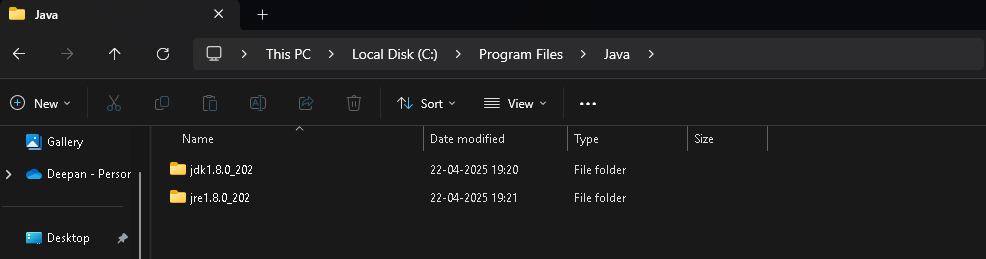 Java
This PC > Local Disk (C:) > Program Files > Java >
New Sort View
Name Date modified Type Size
Gallery
Deepan - Person
jdk1.8.0_202 22-04-2025 19:20 File folder
jre1.8.0_202 22-04-2025 19:21 File folder
Desktop